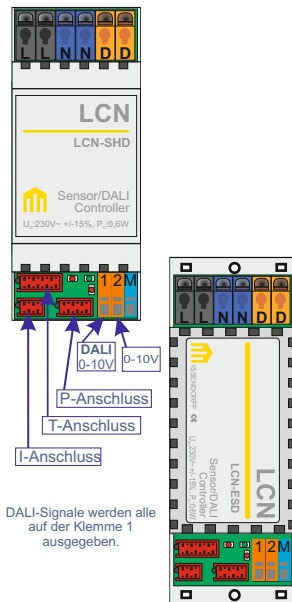 L L N N D D
LCN
LCN-SHD
Sensor/DALI
Controller
Uₙ:230V~ +/-15%, Pᵥ:0,6W
1 2 M
DALI
0-10V
0-10V
P-Anschluss
T-Anschluss
I-Anschluss
DALI-Signale werden alle
auf der Klemme 1
ausgegeben.
L L N N D D
LCN
LCN-ESD
Sensor/DALI
Controller
ISSENDORFF CE
1 2 M